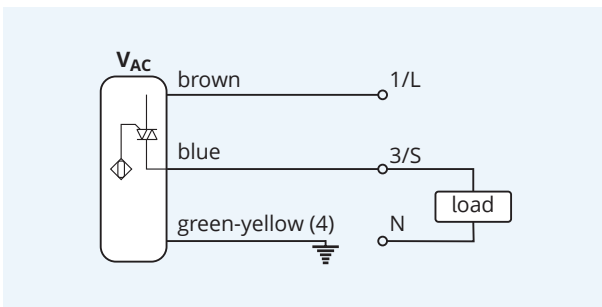 VAC
brown 1/L
blue 3/S
load
green-yellow (4) N